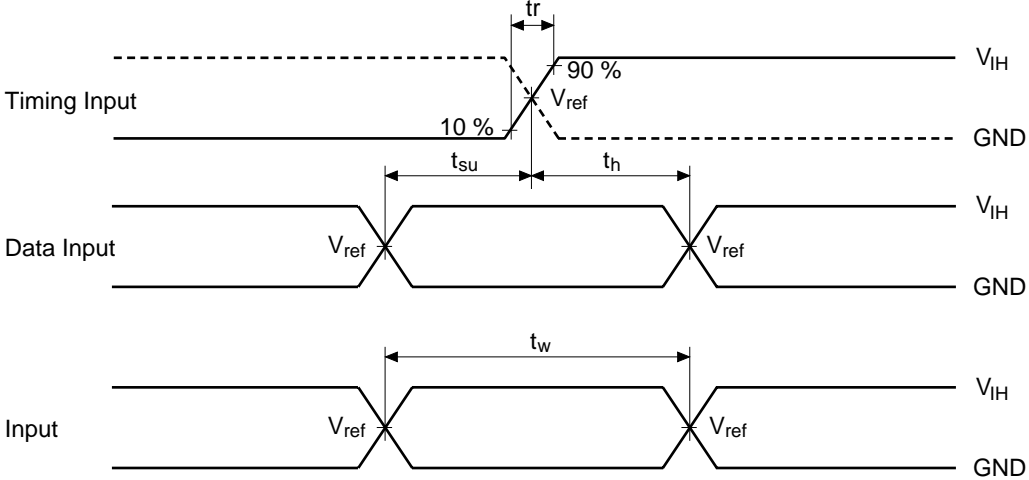 tr
V_IH
90 %
Timing Input
V_ref
10 %
GND
t_su
t_h
V_IH
Data Input
V_ref
V_ref
GND
t_w
V_IH
Input
V_ref
V_ref
GND